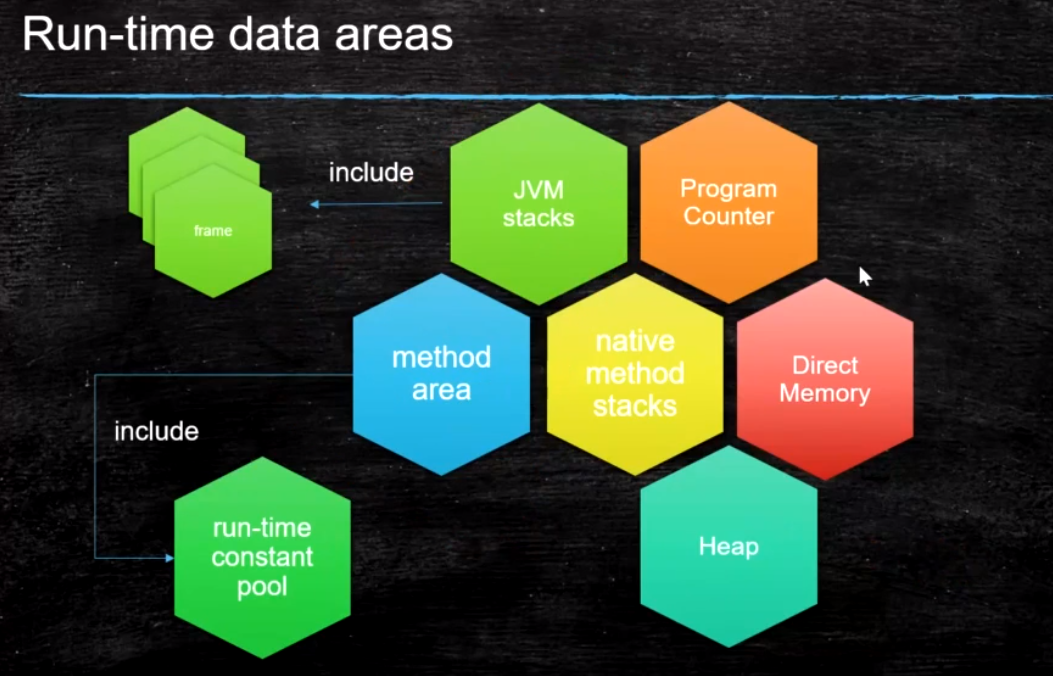 Run-time data areas
include
JVM
stacks
Program
Counter
frame
method
area
native
method
stacks
Direct
Memory
include
run-time
constant
pool
Heap